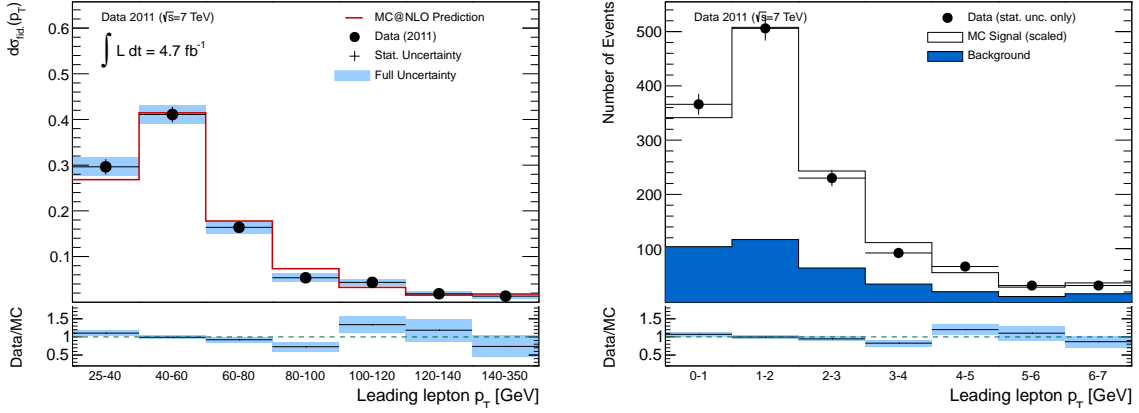 Data 2011 (√s=7 TeV)
∫ L dt = 4.7 fb⁻¹
MC@NLO Prediction
Data (2011)
Stat. Uncertainty
Full Uncertainty
dσfid.(pT)
0.6
0.5
0.4
0.3
0.2
0.1
Data/MC
1.5
1
0.5
25-40 40-60 60-80 80-100 100-120 120-140 140-350
Leading lepton pT [GeV]
Data 2011 (√s=7 TeV)
Data (stat. unc. only)
MC Signal (scaled)
Background
Number of Events
500
400
300
200
100
Data/MC
1.5
1
0.5
0-1 1-2 2-3 3-4 4-5 5-6 6-7
Leading lepton pT [GeV]